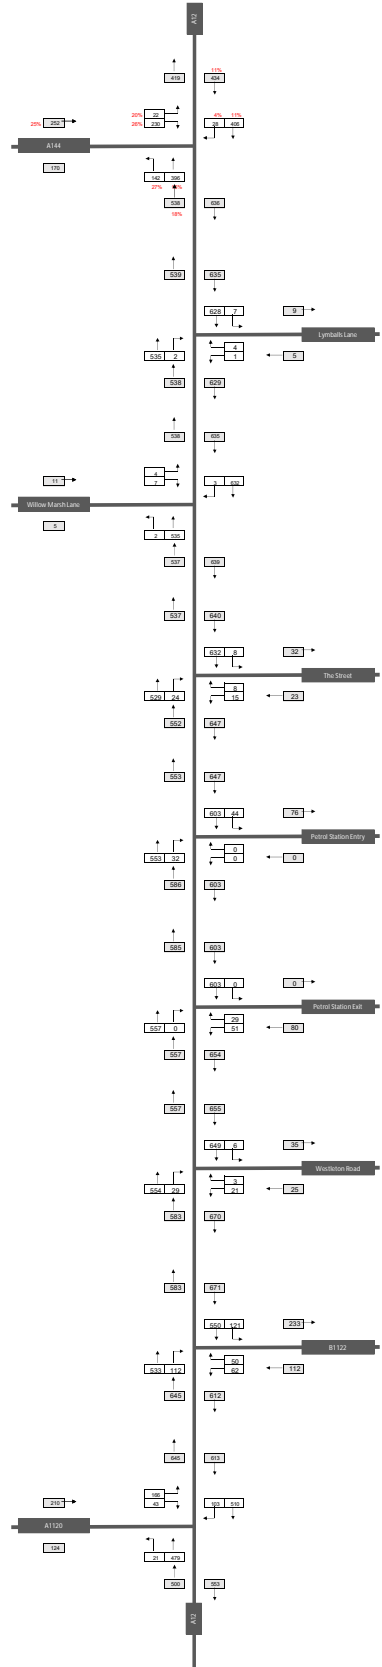 A12
11%
419 434
20% 22 4% 11%
25% 252 26% 230 28 406
A144
170 142 396
27%
538 636
18%
539 635
628 7 9
Lymballs Lane
535 2 4 5
1
538 629
538 635
11 4 3 632
7
Willow Marsh Lane
5 2 535
537 639
537 640
632 8 32
The Street
529 24 8 23
15
552 647
553 647
603 44 76
Petrol Station Entry
553 32 0 0
0
586 603
585 603
603 0 0
Petrol Station Exit
557 0 29 80
51
557 654
557 655
649 6 35
Westleton Road
554 29 3 25
21
583 670
583 671
550 121 233
B1122
533 112 50 112
62
645 612
645 613
210 166 103 510
43
A1120
124 21 479
500 553
A12